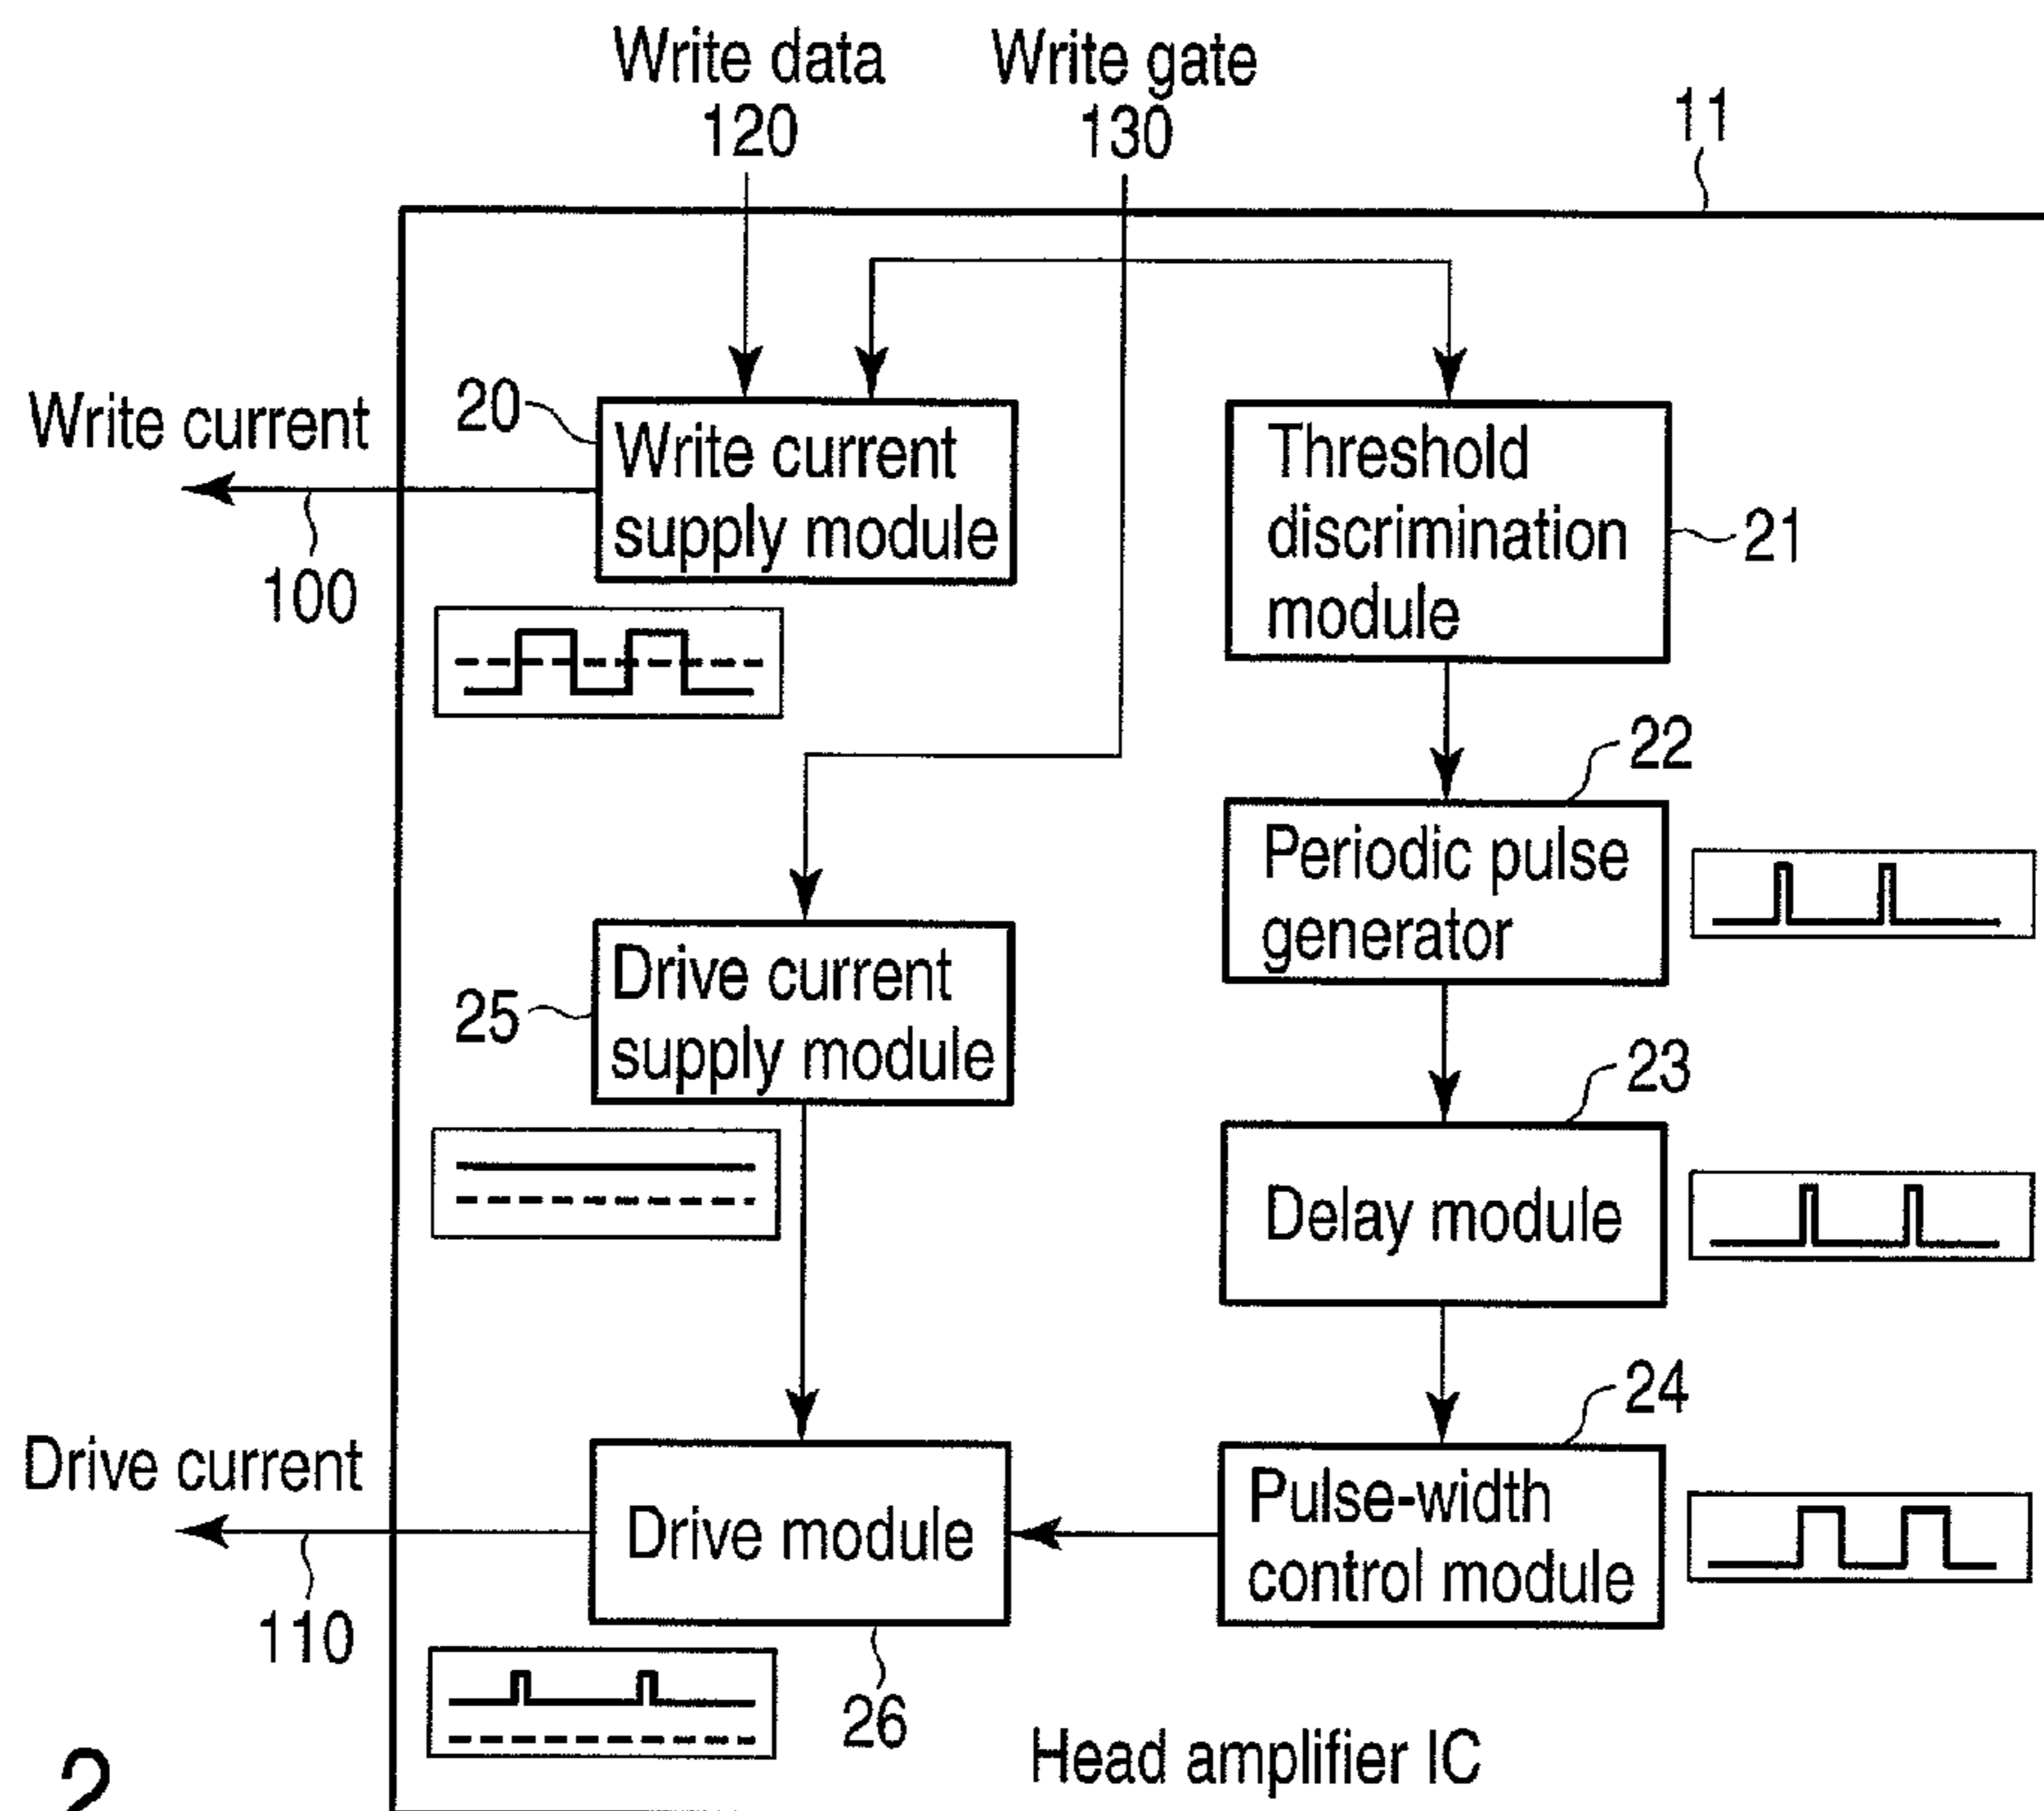 Write data
120
Write gate
130
11
Write current
100
20
Write current
supply module
Threshold
discrimination
module
21
22
Periodic pulse
generator
25
Drive current
supply module
23
Delay module
24
Drive current
110
Drive module
26
Pulse-width
control module
Head amplifier IC
2